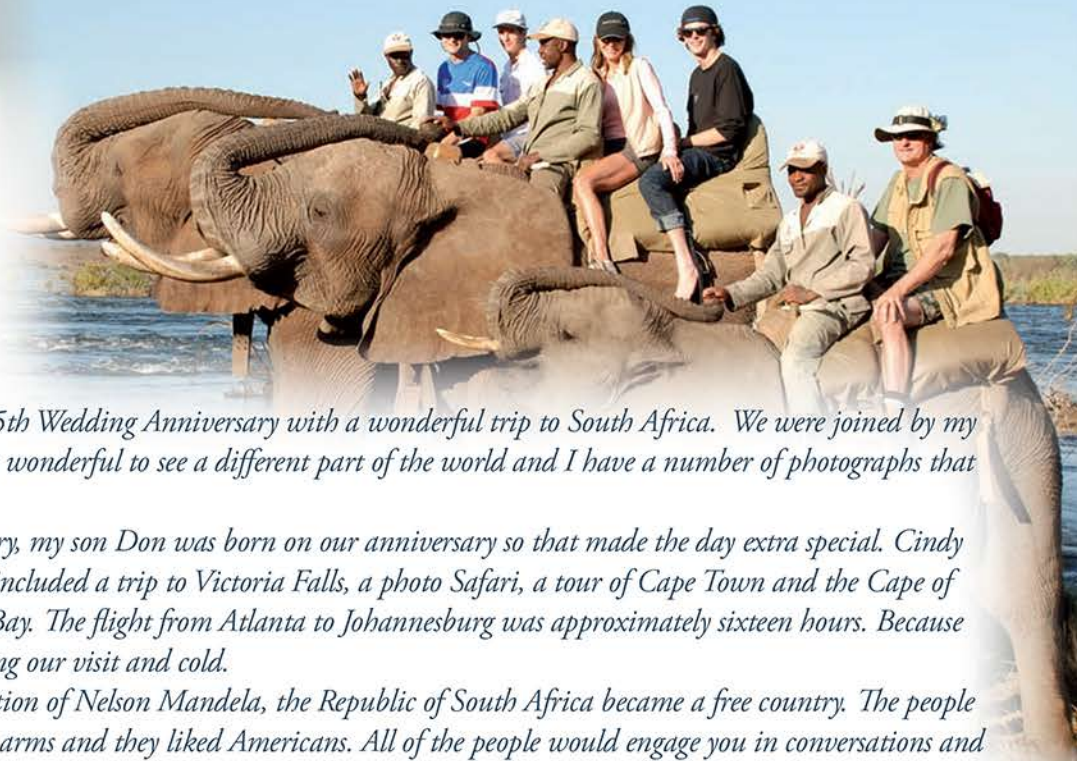 5th Wedding Anniversary with a wonderful trip to South Africa. We were joined by my
wonderful to see a different part of the world and I have a number of photographs that
ry, my son Don was born on our anniversary so that made the day extra special. Cindy
included a trip to Victoria Falls, a photo Safari, a tour of Cape Town and the Cape of
Bay. The flight from Atlanta to Johannesburg was approximately sixteen hours. Because
ng our visit and cold.
tion of Nelson Mandela, the Republic of South Africa became a free country. The people
arms and they liked Americans. All of the people would engage you in conversations and